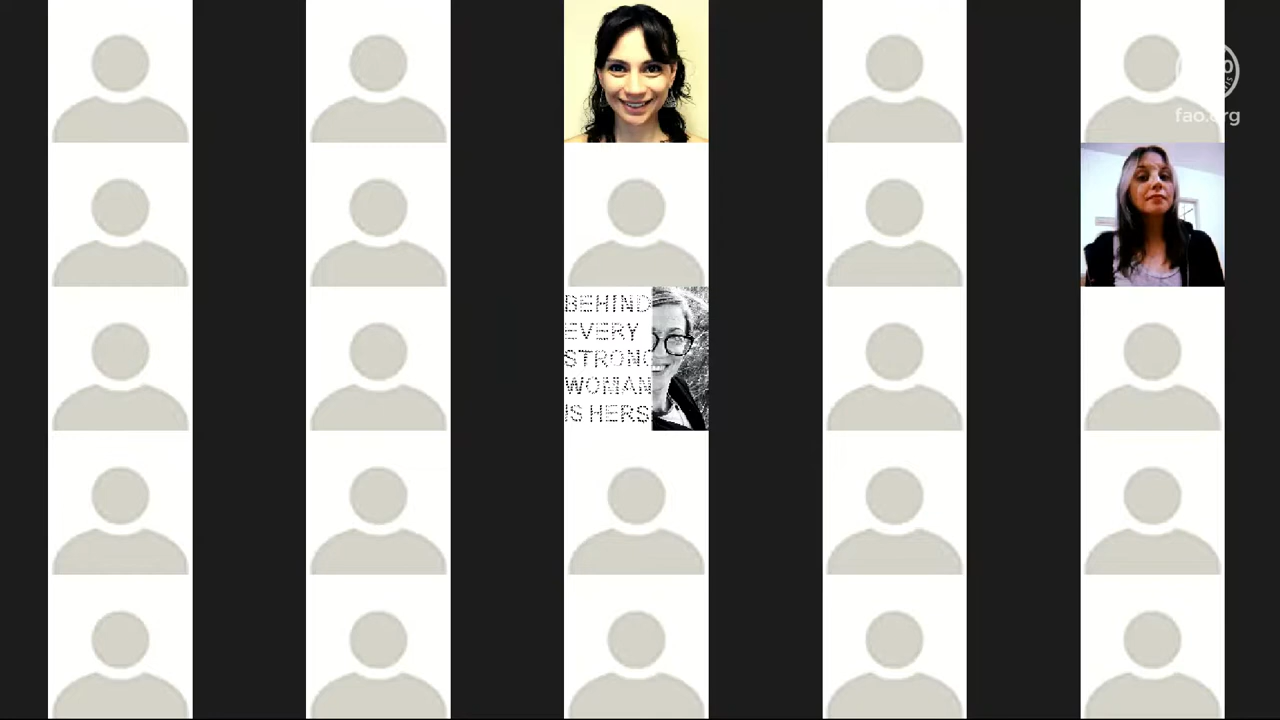 fao.org
BEHIND
EVERY
STRONG
WOMAN
IS HERS